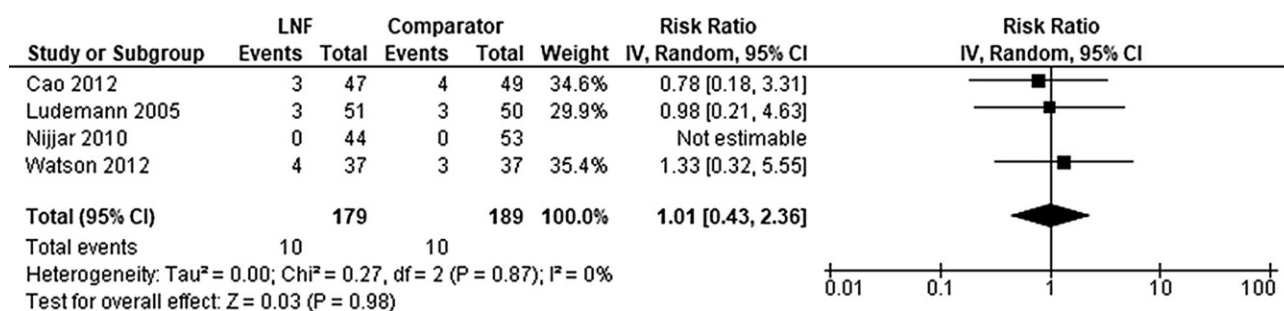 LNF Comparator Risk Ratio Risk Ratio
Study or Subgroup Events Total Events Total Weight IV, Random, 95% CI IV, Random, 95% CI
Cao 2012 3 47 4 49 34.6% 0.78 [0.18, 3.31]
Ludemann 2005 3 51 3 50 29.9% 0.98 [0.21, 4.63]
Nijjar 2010 0 44 0 53 Not estimable
Watson 2012 4 37 3 37 35.4% 1.33 [0.32, 5.55]
Total (95% CI) 179 189 100.0% 1.01 [0.43, 2.36]
Total events 10 10
Heterogeneity: Tau² = 0.00; Chi² = 0.27, df = 2 (P = 0.87); I² = 0%
Test for overall effect: Z = 0.03 (P = 0.98)
0.01 0.1 1 10 100